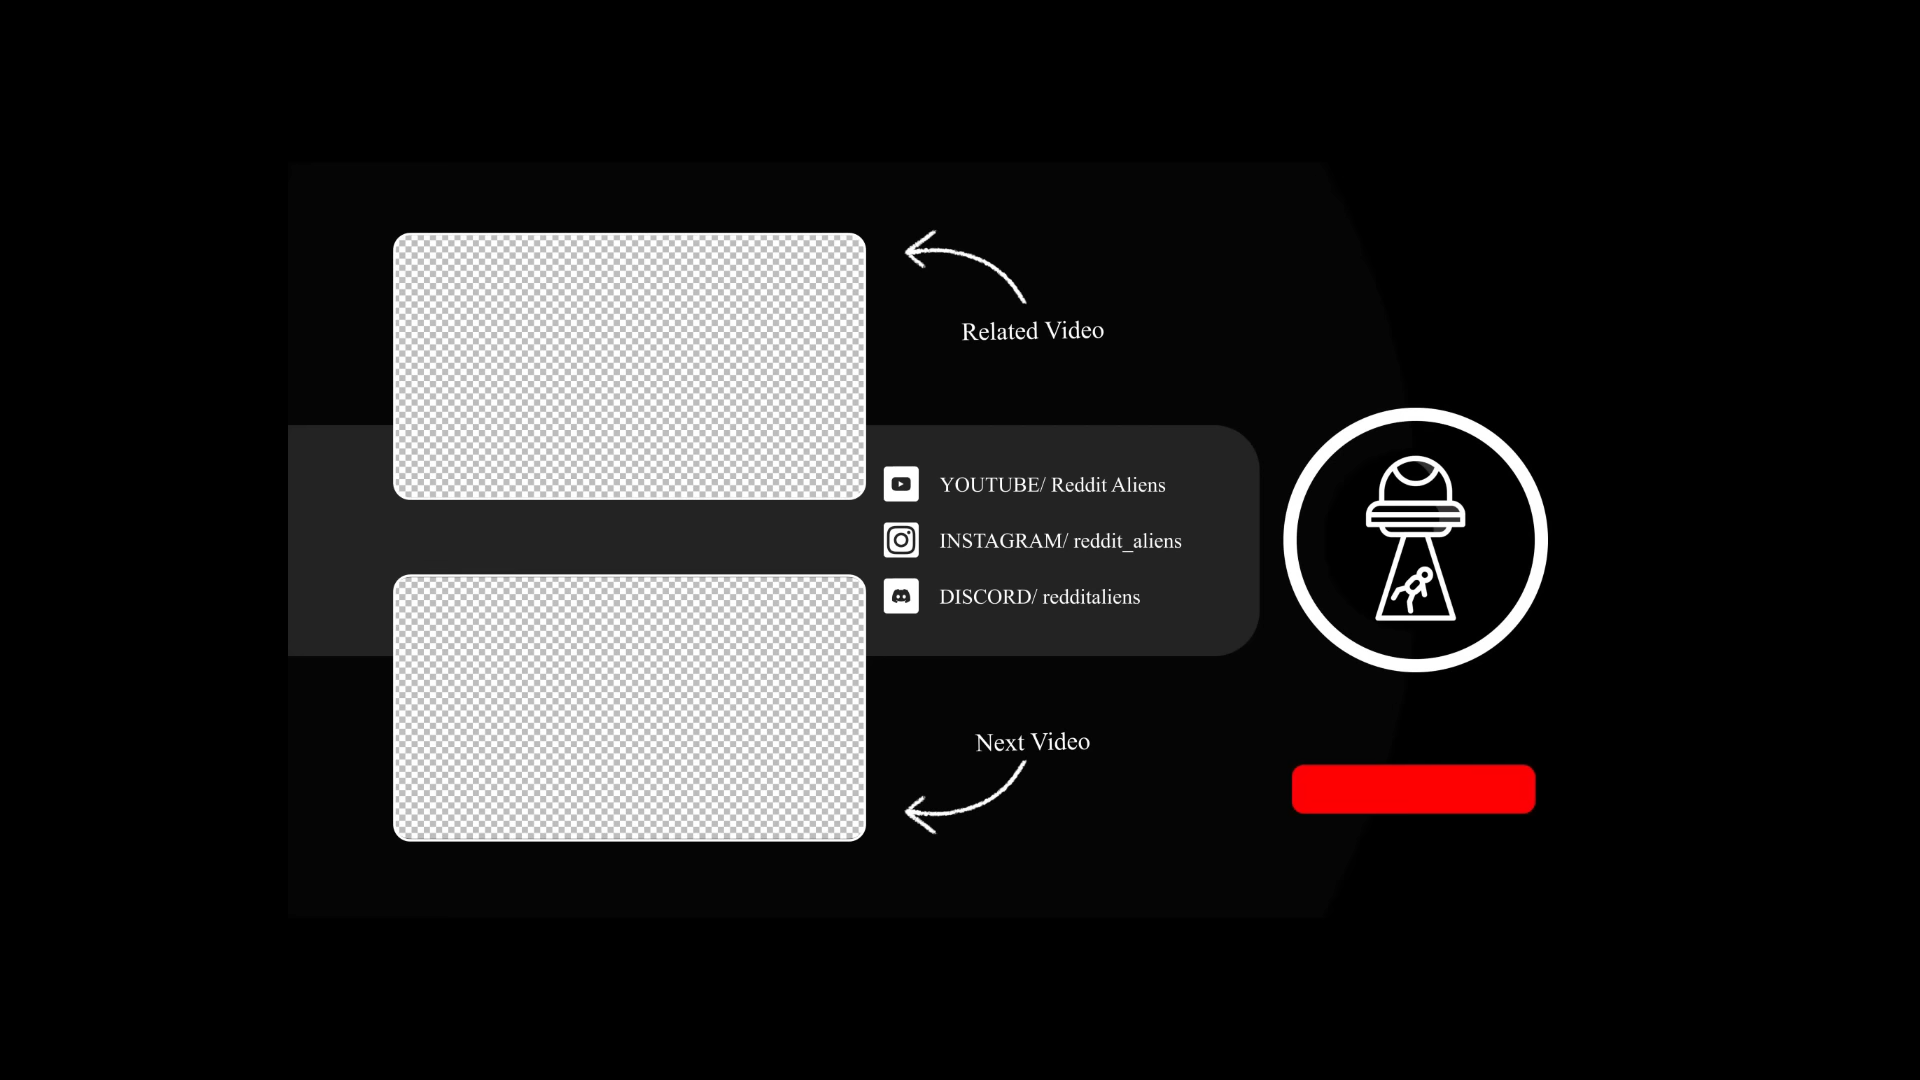 Related Video
YOUTUBE/ Reddit Aliens
INSTAGRAM/ reddit_aliens
DISCORD/ redditaliens
Next Video